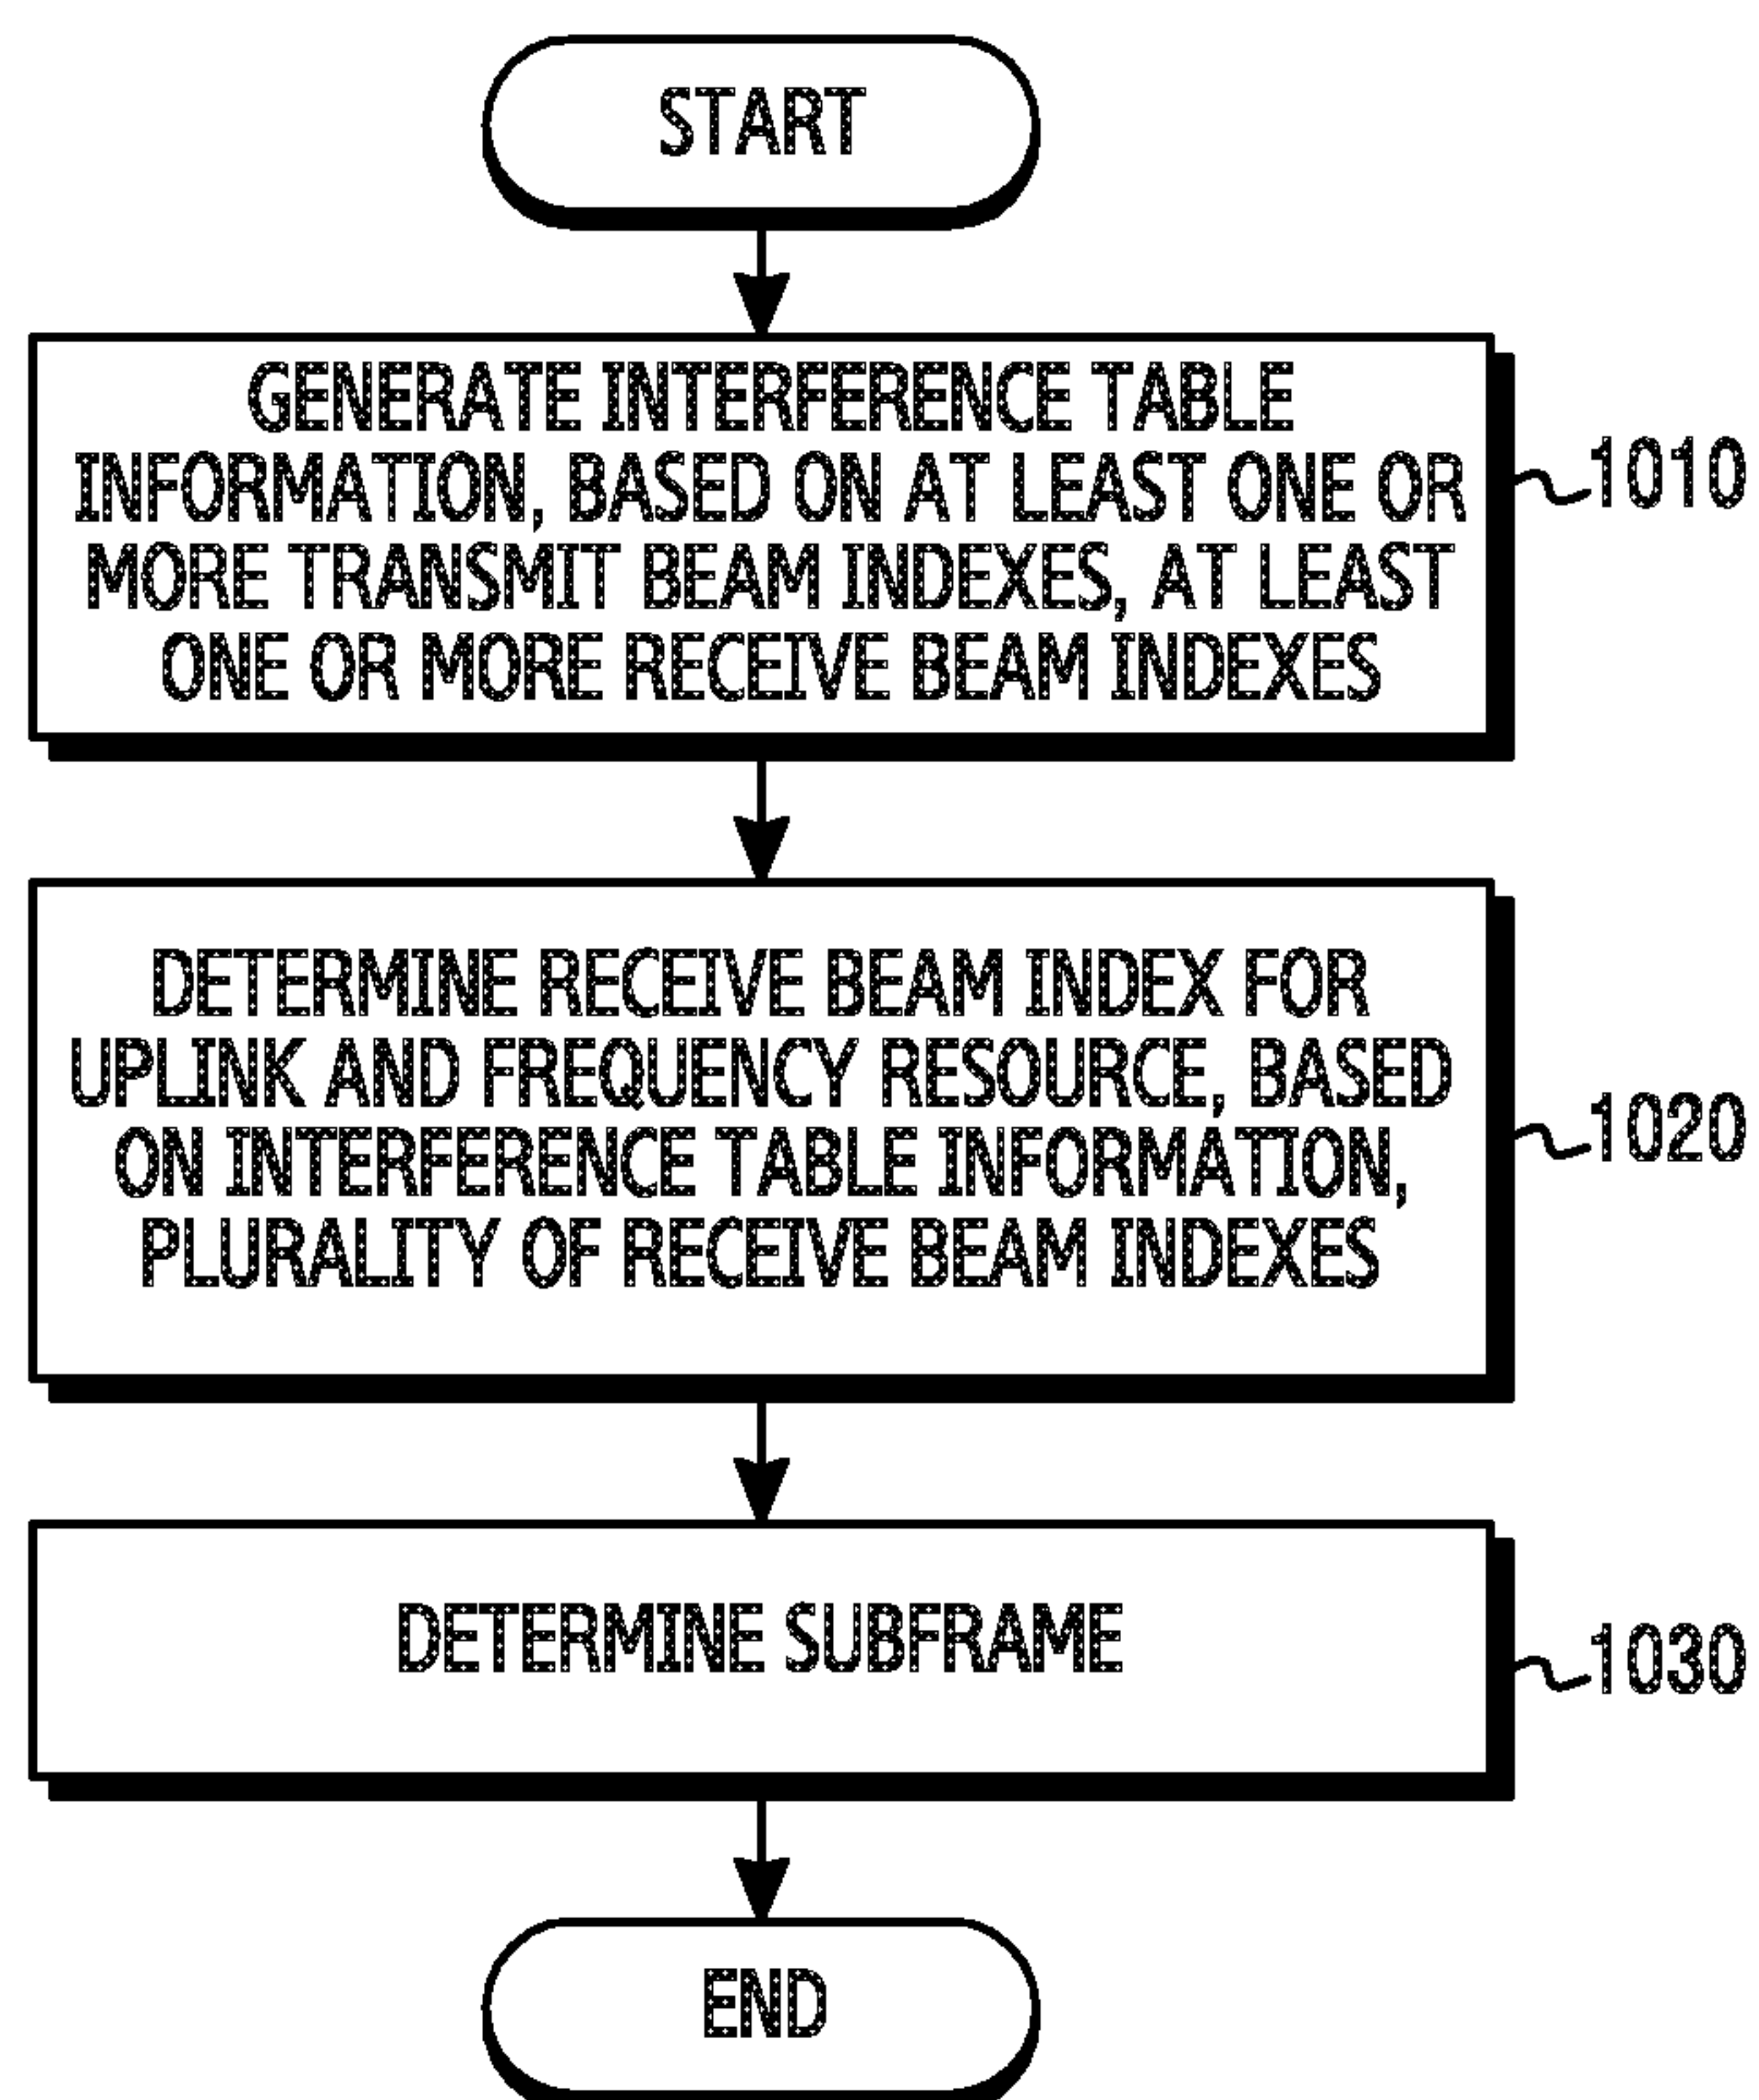 START
GENERATE INTERFERENCE TABLE
INFORMATION, BASED ON AT LEAST ONE OR
MORE TRANSMIT BEAM INDEXES, AT LEAST
ONE OR MORE RECEIVE BEAM INDEXES
1010
DETERMINE RECEIVE BEAM INDEX FOR
UPLINK AND FREQUENCY RESOURCE, BASED
ON INTERFERENCE TABLE INFORMATION,
PLURALITY OF RECEIVE BEAM INDEXES
1020
DETERMINE SUBFRAME
1030
END